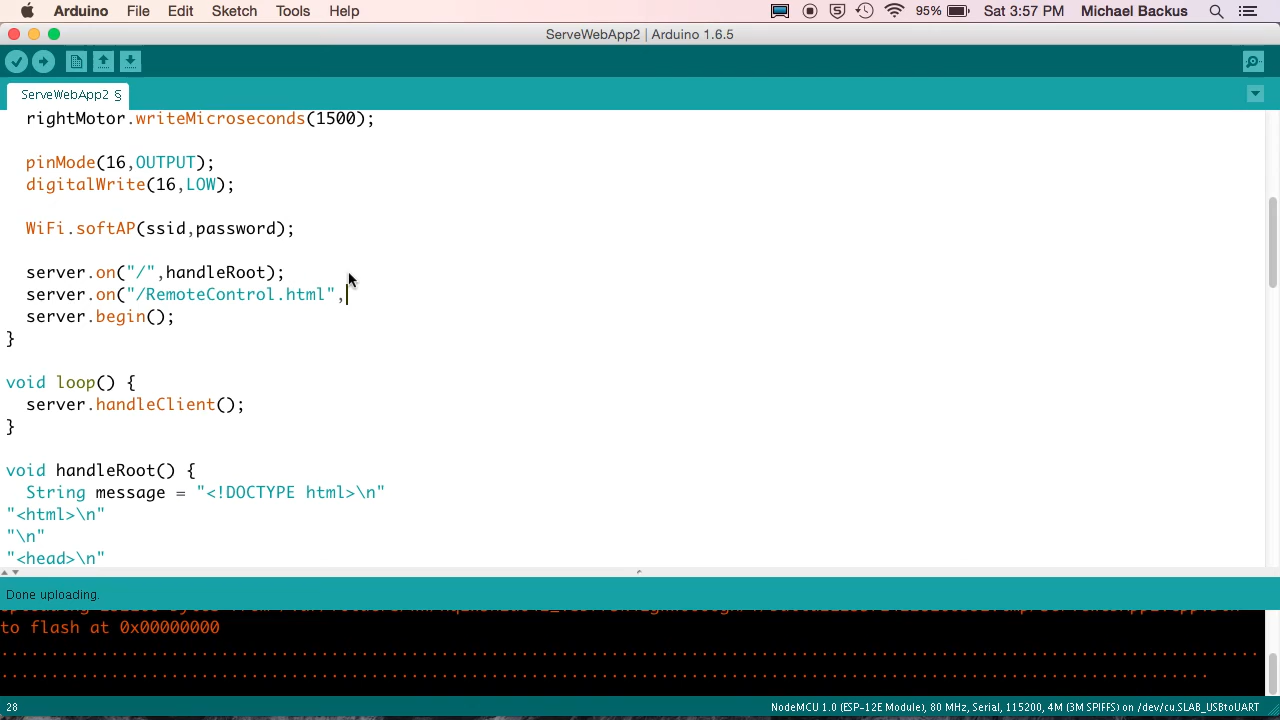 Arduino File Edit Sketch Tools Help 95% Sat 3:57 PM Michael Backus
ServeWebApp2 | Arduino 1.6.5
ServeWebApp2 §
rightMotor.writeMicroseconds(1500);
pinMode(16,OUTPUT);
digitalWrite(16,LOW);
WiFi.softAP(ssid,password);
server.on("/",handleRoot);
server.on("/RemoteControl.html",
server.begin();
}
void loop() {
server.handleClient();
}
void handleRoot() {
String message = "<!DOCTYPE html>\n"
"<html>\n"
"\n"
"<head>\n"
Done uploading.
to flash at 0x00000000
................................................................................................................................
...........................................................................................................................
28 NodeMCU 1.0 (ESP-12E Module), 80 MHz, Serial, 115200, 4M (3M SPIFFS) on /dev/cu.SLAB_USBtoUART